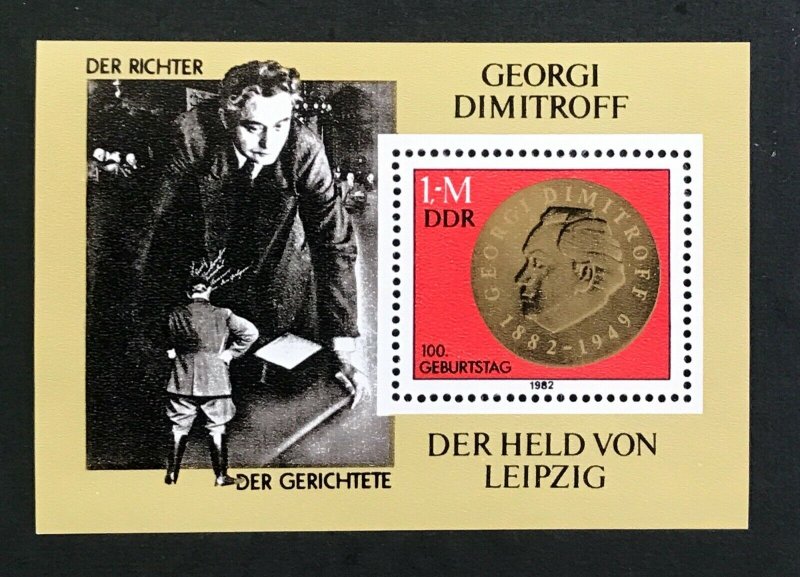 DER RICHTER
GEORGI
DIMITROFF
1,-M
DDR
GEORGI DIMITROFF
1882-1949
100.
GEBURTSTAG
1982
DER GERICHTETE
DER HELD VON
LEIPZIG